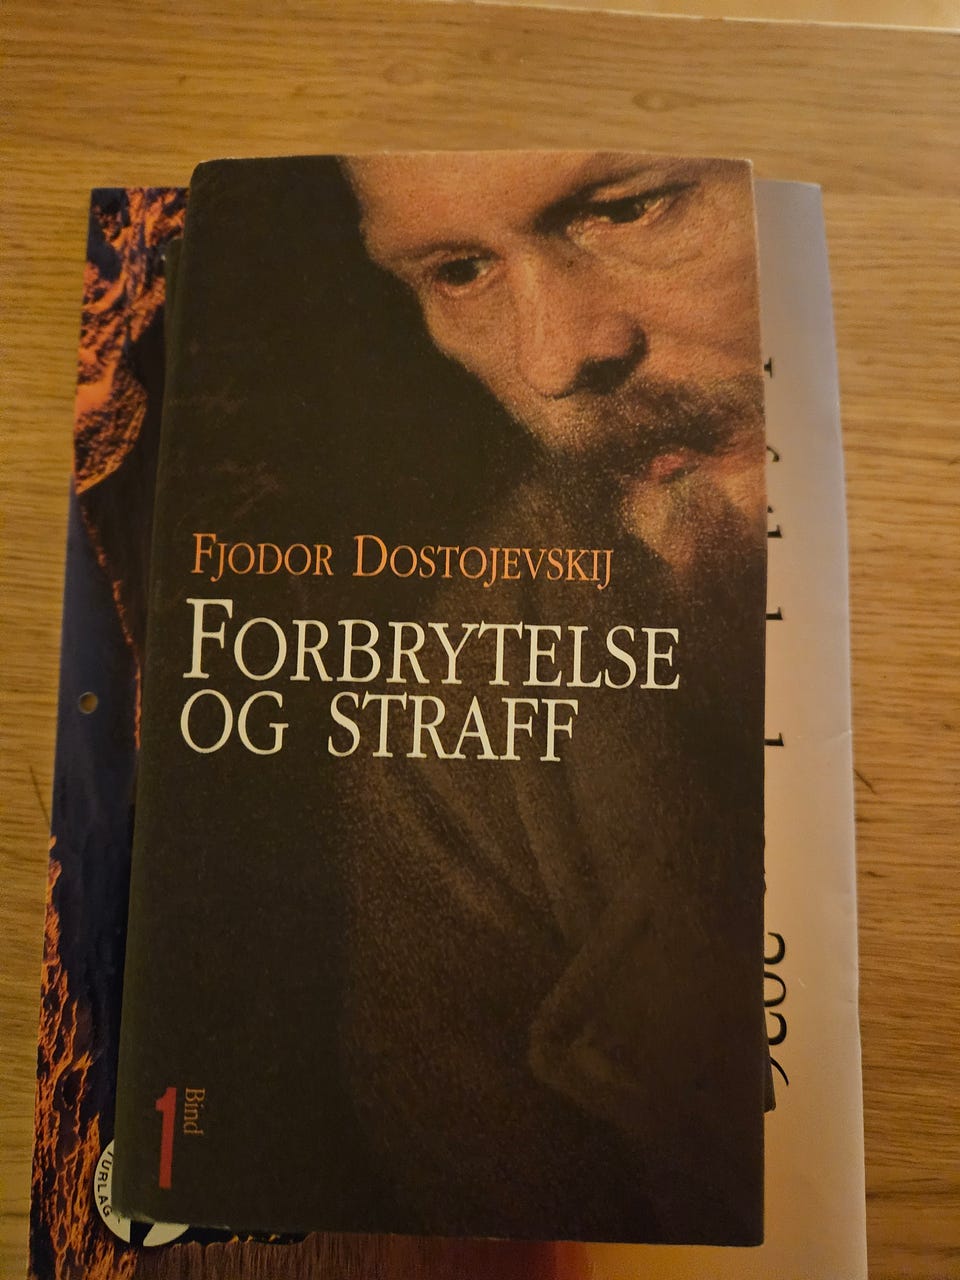 FJODOR DOSTOJEVSKIJ
FORBRYTELSE
OG STRAFF
Bind
1